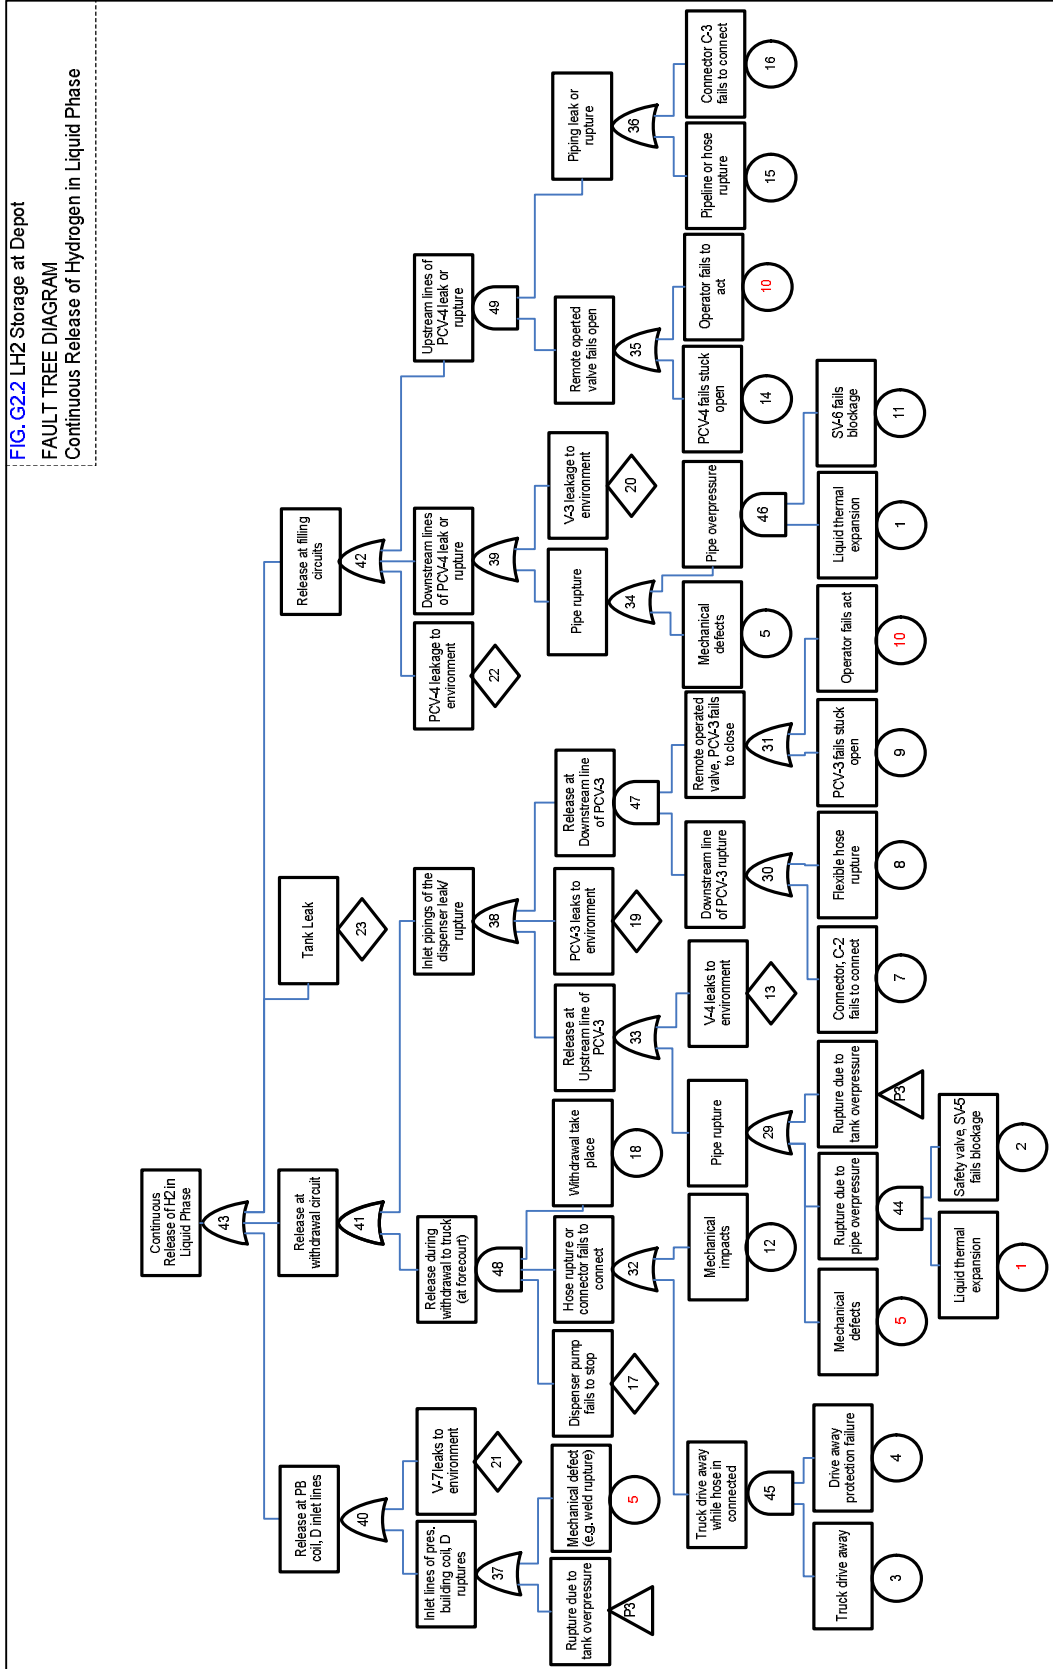 FIG. G2.2 LH2 Storage at Depot
FAULT TREE DIAGRAM
Continuous Release of Hydrogen in Liquid Phase
Continuous
Release of H2 in
Liquid Phase
43
Release at PB
coil, D inlet lines
40
Release at
withdrawal circuit
41
Tank Leak
23
Release at filling
circuits
42
Inlet lines of pres.
building coil, D
ruptures
37
V-7 leaks to
environment
21
Release during
withdrawal to truck
(at forecourt)
48
Inlet pipings of the
dispenser leak/
rupture
38
PCV-4 leakage to
environment
22
Downstream lines
of PCV-4 leak or
rupture
39
Upstream lines of
PCV-4 leak or
rupture
49
Rupture due to
tank overpressure
P3
Mechanical defect
(e.g. weld rupture)
5
Dispenser pump
fails to stop
17
Hose rupture or
connector fails to
connect
32
Withdrawal take
place
18
Release at
Upstream line of
PCV-3
33
PCV-3 leaks to
environment
19
Release at
Downstream line
of PCV-3
47
Pipe rupture
34
V-3 leakage to
environment
20
Remote operted
valve fails open
35
Piping leak or
rupture
36
Truck drive away
while hose in
connected
45
Mechanical
impacts
12
Pipe rupture
29
V-4 leaks to
environment
13
Downstream line
of PCV-3 rupture
30
Remote operated
valve, PCV-3 fails
to close
31
Mechanical
defects
5
Pipe overpressure
46
PCV-4 fails stuck
open
14
Operator fails to
act
10
Pipeline or hose
rupture
15
Connector C-3
fails to connect
16
Truck drive away
3
Drive away
protection failure
4
Mechanical
defects
5
Rupture due to
pipe overpressure
44
Rupture due to
tank overpressure
P3
Connector, C-2
fails to connect
7
Flexible hose
rupture
8
PCV-3 fails stuck
open
9
Operator fails act
10
Liquid thermal
expansion
1
SV-6 fails
blockage
11
Liquid thermal
expansion
1
Safety valve, SV-5
fails blockage
2